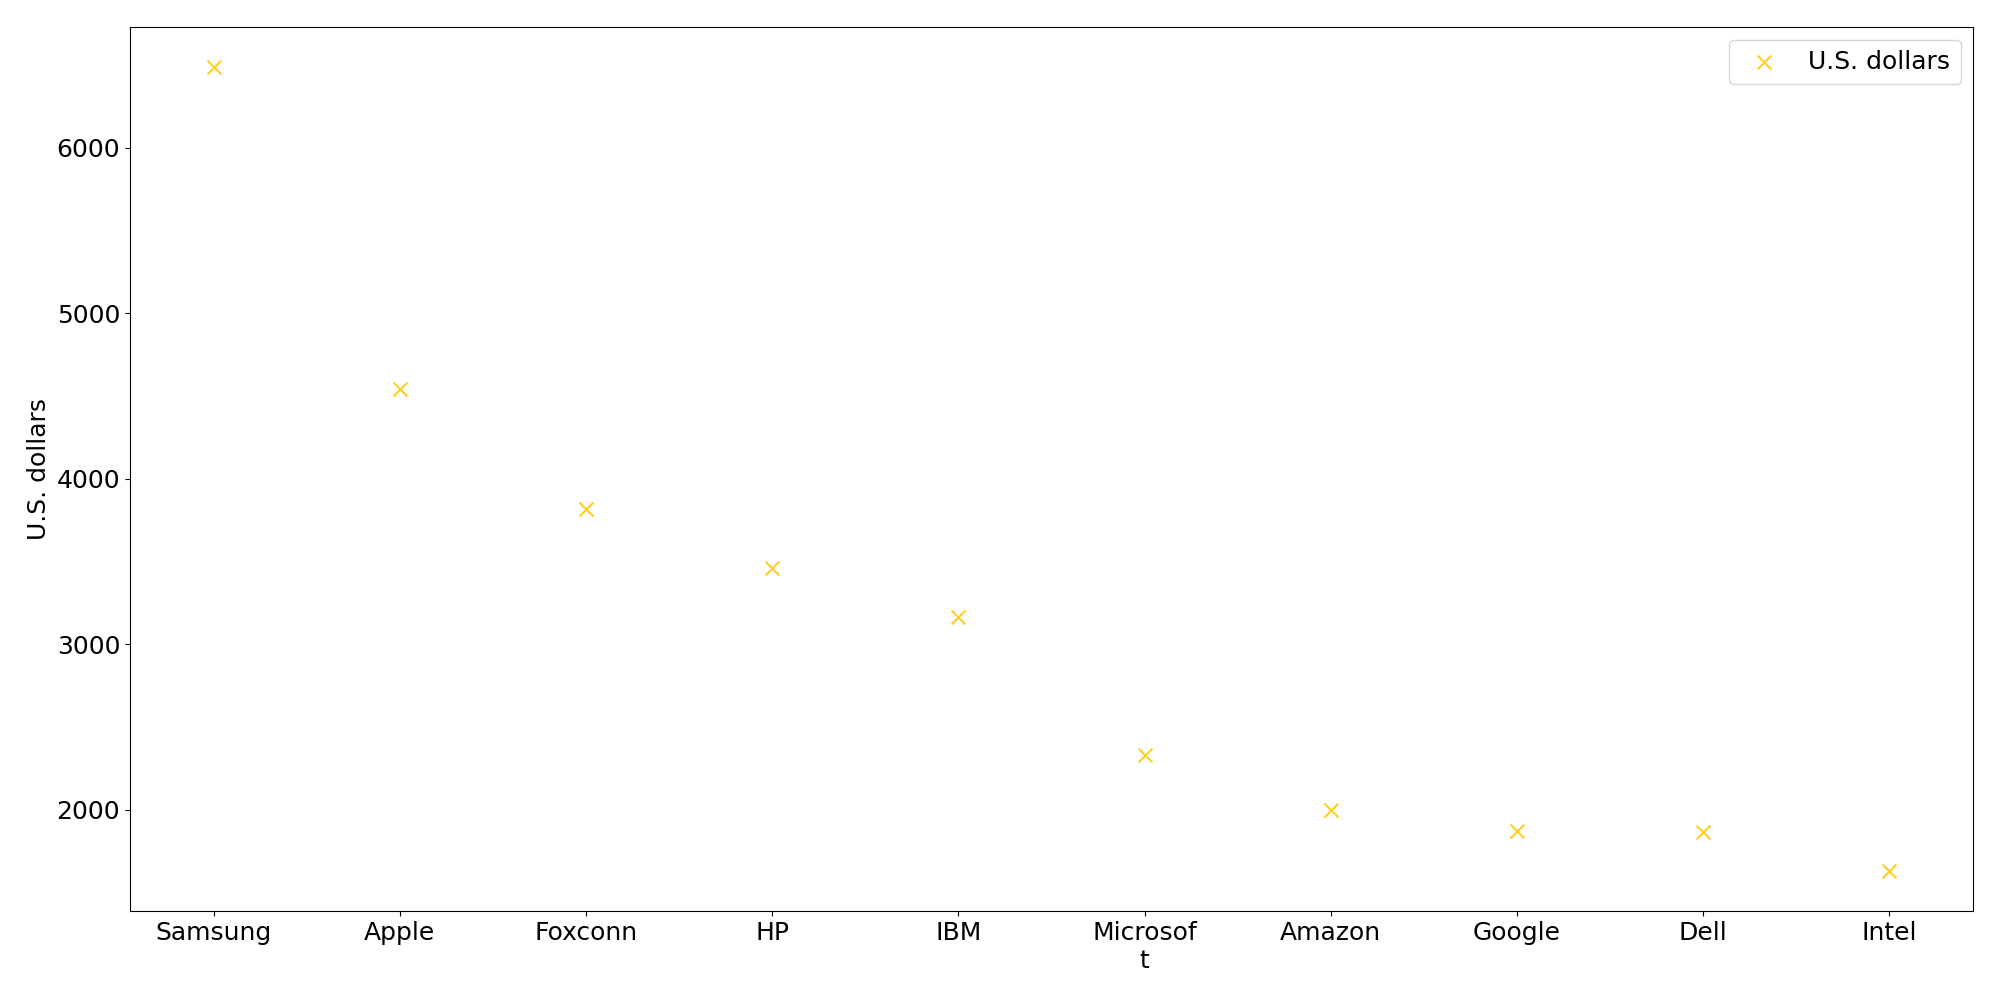 U.S. dollars
6000
5000
4000
3000
2000
U.S. dollars
Samsung
Apple
Foxconn
HP
IBM
Microsof
t
Amazon
Google
Dell
Intel